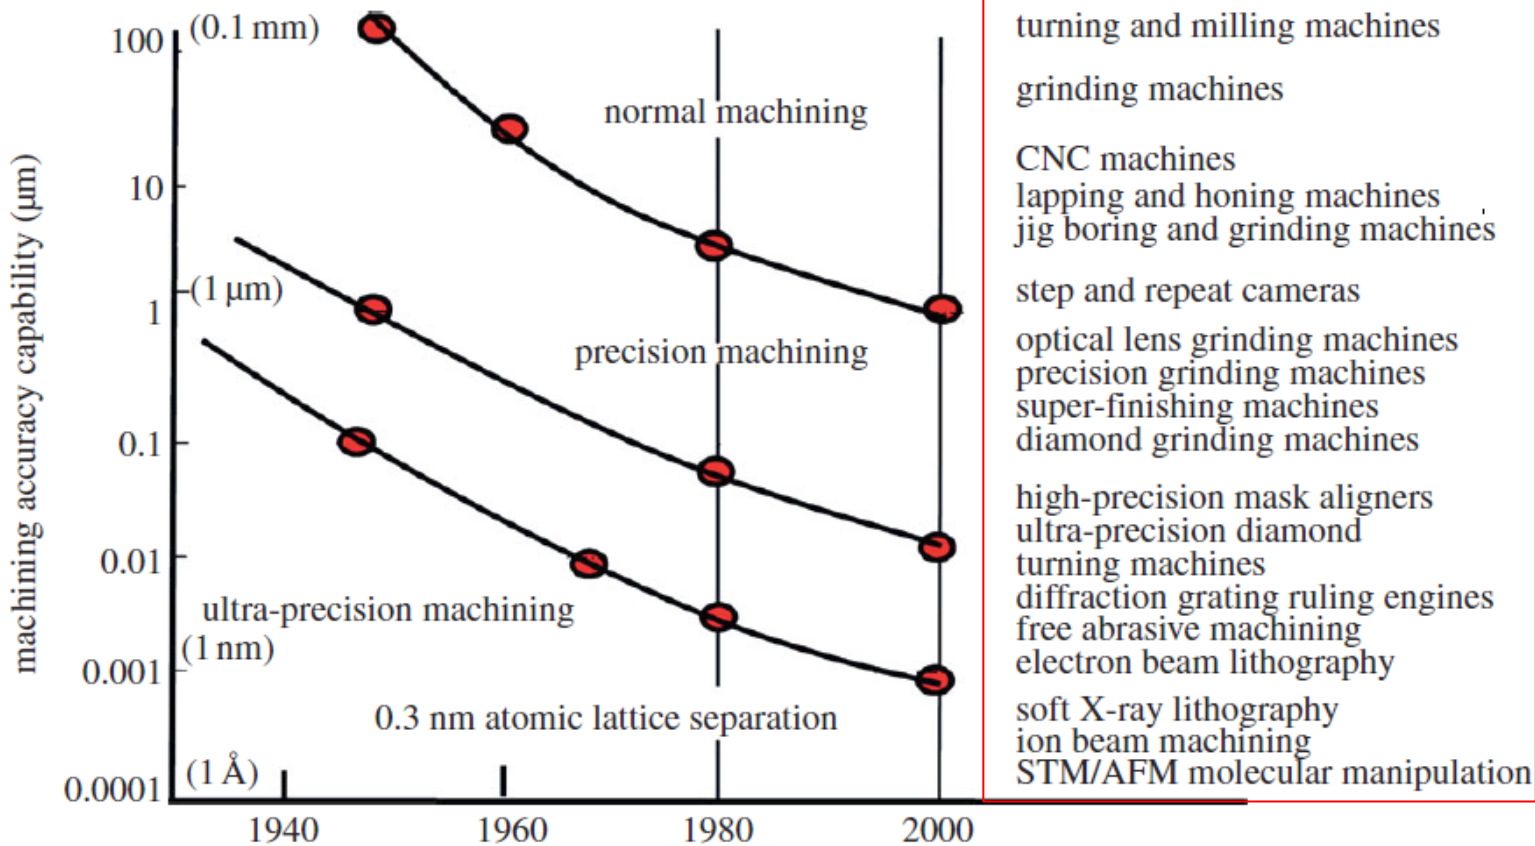 machining accuracy capability (μm)
100
(0.1 mm)
10
(1 μm)
1
0.1
0.01
(1 nm)
0.001
(1 Å)
0.0001
normal machining
precision machining
ultra-precision machining
0.3 nm atomic lattice separation
1940
1960
1980
2000
turning and milling machines
grinding machines
CNC machines
lapping and honing machines
jig boring and grinding machines
step and repeat cameras
optical lens grinding machines
precision grinding machines
super-finishing machines
diamond grinding machines
high-precision mask aligners
ultra-precision diamond
turning machines
diffraction grating ruling engines
free abrasive machining
electron beam lithography
soft X-ray lithography
ion beam machining
STM/AFM molecular manipulation